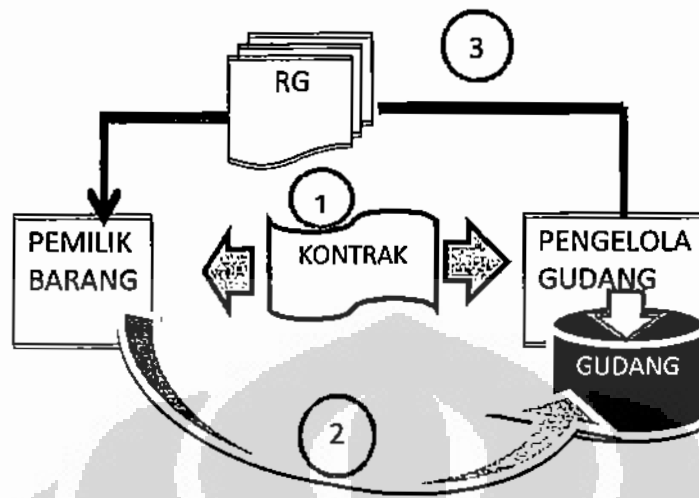 3
RG
1
PEMILIK
BARANG
KONTRAK
PENGELOLA
GUDANG
GUDANG
2